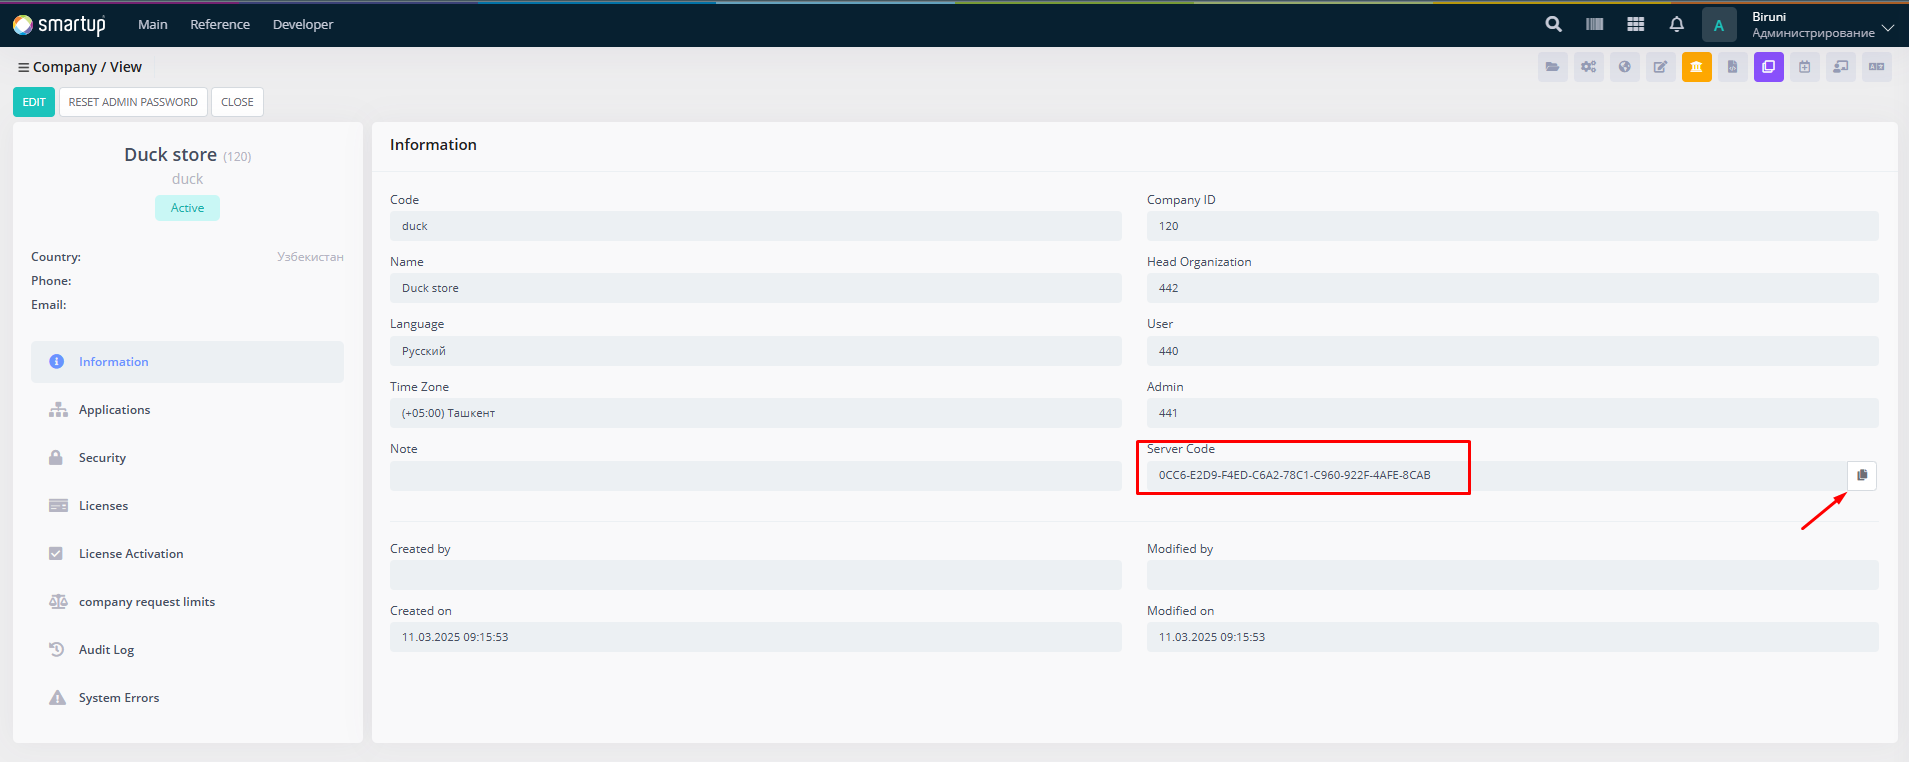 smartup Main Reference Developer
A
Biruni
Администрирование
Company / View
EDIT RESET ADMIN PASSWORD CLOSE
Duck store (120)
duck
Active
Country: Узбекистан
Phone:
Email:
Information
Applications
Security
Licenses
License Activation
company request limits
Audit Log
System Errors
Information
Code
duck
Company ID
120
Name
Duck store
Head Organization
442
Language
Русский
User
440
Time Zone
(+05:00) Ташкент
Admin
441
Note
Server Code
0CC6-E2D9-F4ED-C6A2-78C1-C960-922F-4AFE-8CAB
Created by
Modified by
Created on
11.03.2025 09:15:53
Modified on
11.03.2025 09:15:53